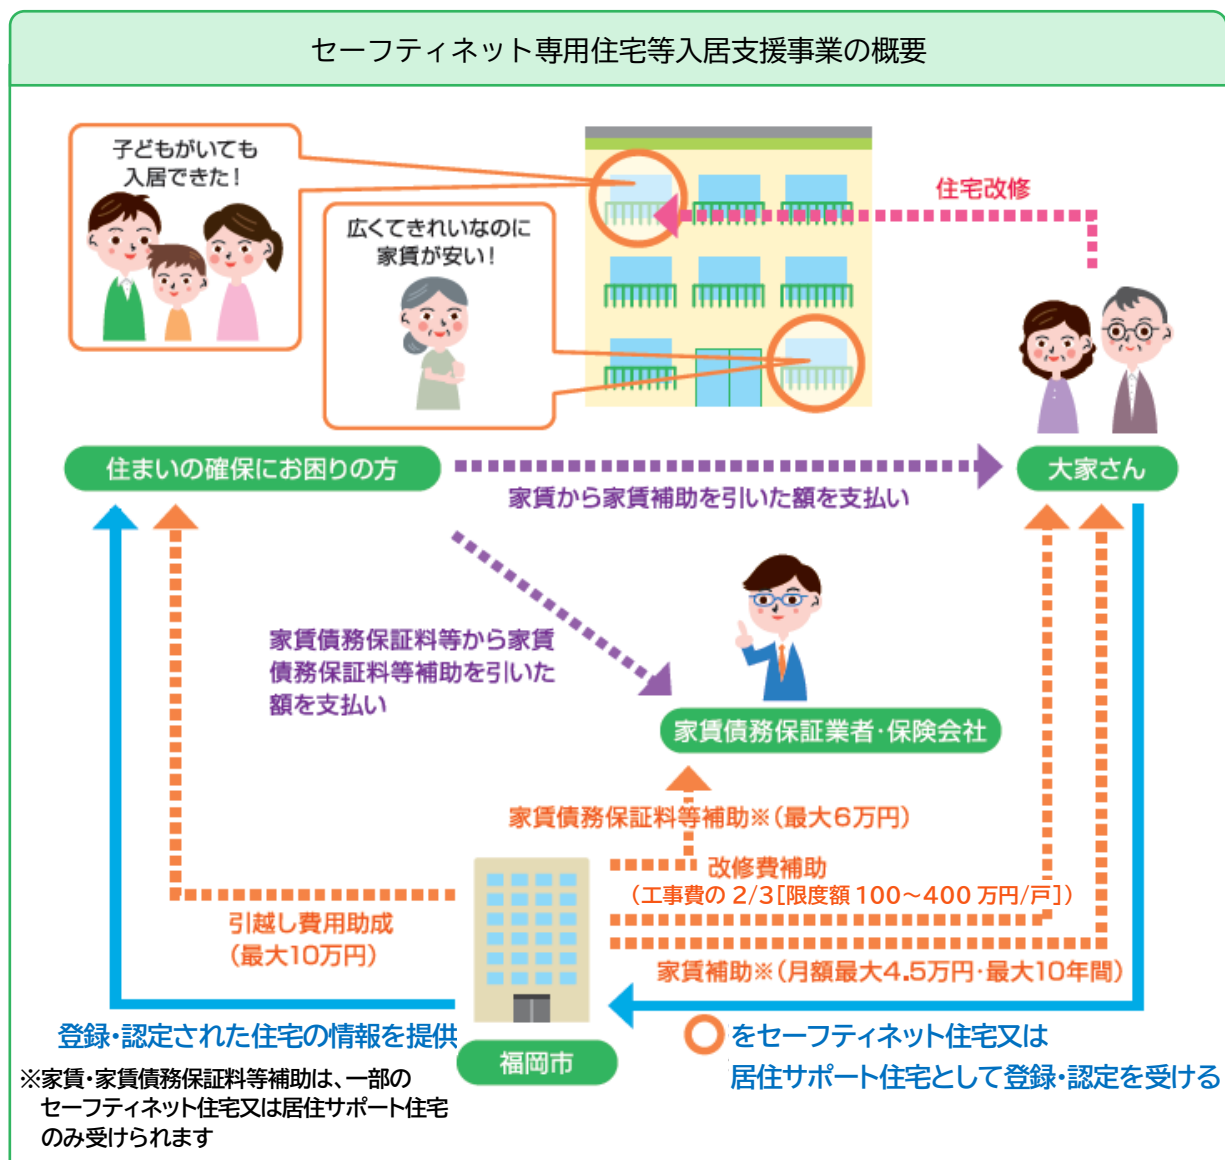 セーフティネット専用住宅等入居支援事業の概要
子どもがいても
入居できた！
広くてきれいなのに
家賃が安い！
住宅改修
住まいの確保にお困りの方
大家さん
家賃から家賃補助を引いた額を支払い
家賃債務保証料等から家賃
債務保証料等補助を引いた
額を支払い
家賃債務保証業者・保険会社
家賃債務保証料等補助※（最大6万円）
改修費補助
（工事費の 2/3［限度額 100～400 万円/戸］）
引越し費用助成
（最大10万円）
家賃補助※（月額最大4.5万円・最大10年間）
登録・認定された住宅の情報を提供
福岡市
をセーフティネット住宅又は
居住サポート住宅として登録・認定を受ける
※家賃・家賃債務保証料等補助は、一部の
セーフティネット住宅又は居住サポート住宅
のみ受けられます